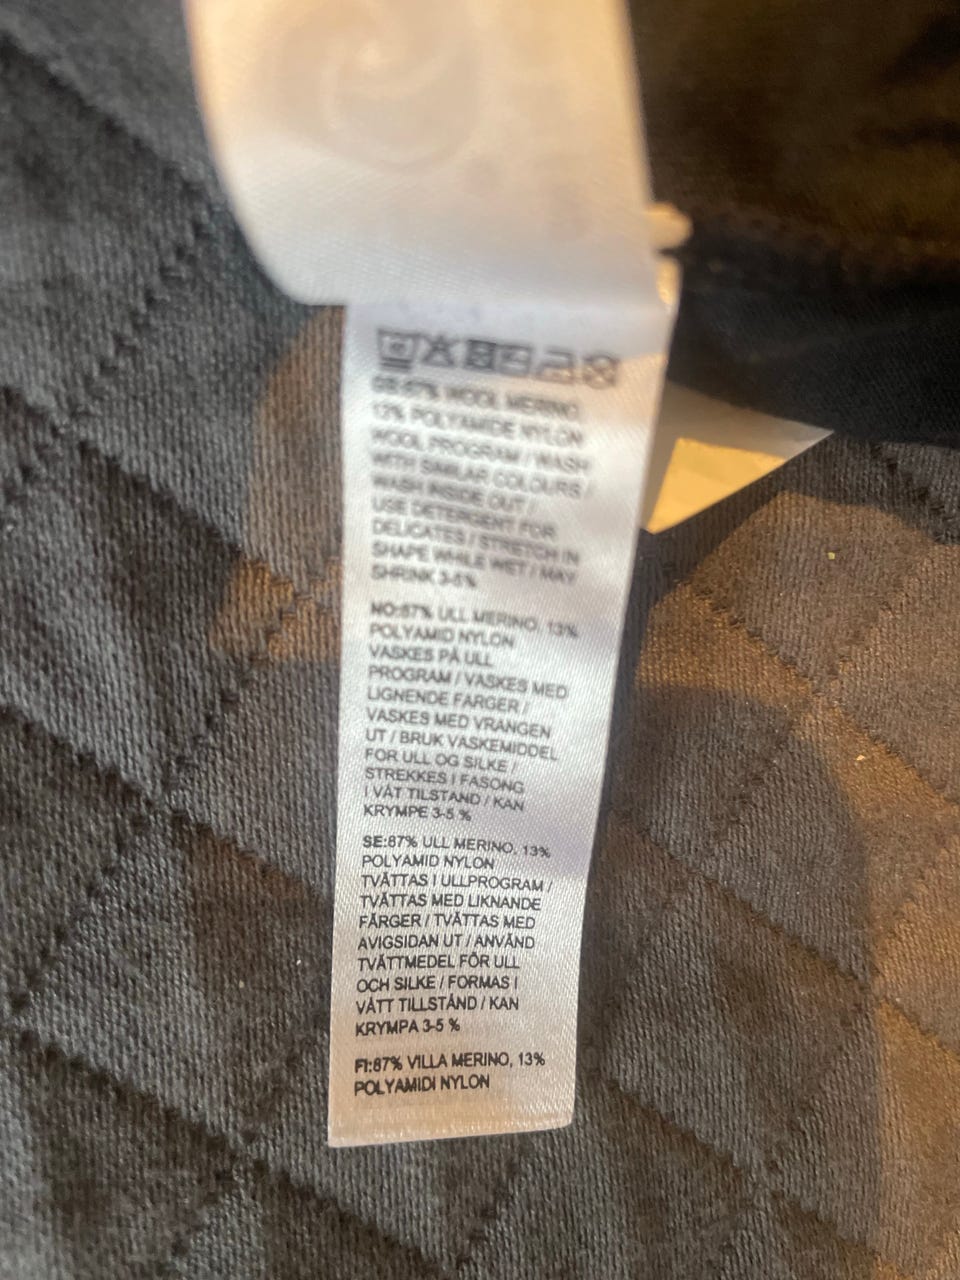 GB:87% WOOL MERINO,
13% POLYAMIDE NYLON
WOOL PROGRAM / WASH
WITH SIMILAR COLOURS /
WASH INSIDE OUT /
USE DETERGENT FOR
DELICATES / STRETCH IN
SHAPE WHILE WET / MAY
SHRINK 3-5%
NO:87% ULL MERINO, 13%
POLYAMID NYLON
VASKES PÅ ULL
PROGRAM / VASKES MED
LIGNENDE FARGER /
VASKES MED VRANGEN
UT / BRUK VASKEMIDDEL
FOR ULL OG SILKE /
STREKKES I FASONG
I VÅT TILSTAND / KAN
KRYMPE 3-5 %
SE:87% ULL MERINO, 13%
POLYAMID NYLON
TVÄTTAS I ULLPROGRAM /
TVÄTTAS MED LIKNANDE
FÄRGER / TVÄTTAS MED
AVIGSIDAN UT / ANVÄND
TVÄTTMEDEL FÖR ULL
OCH SILKE / FORMAS I
VÅTT TILLSTÅND / KAN
KRYMPA 3-5 %
FI:87% VILLA MERINO, 13%
POLYAMIDI NYLON